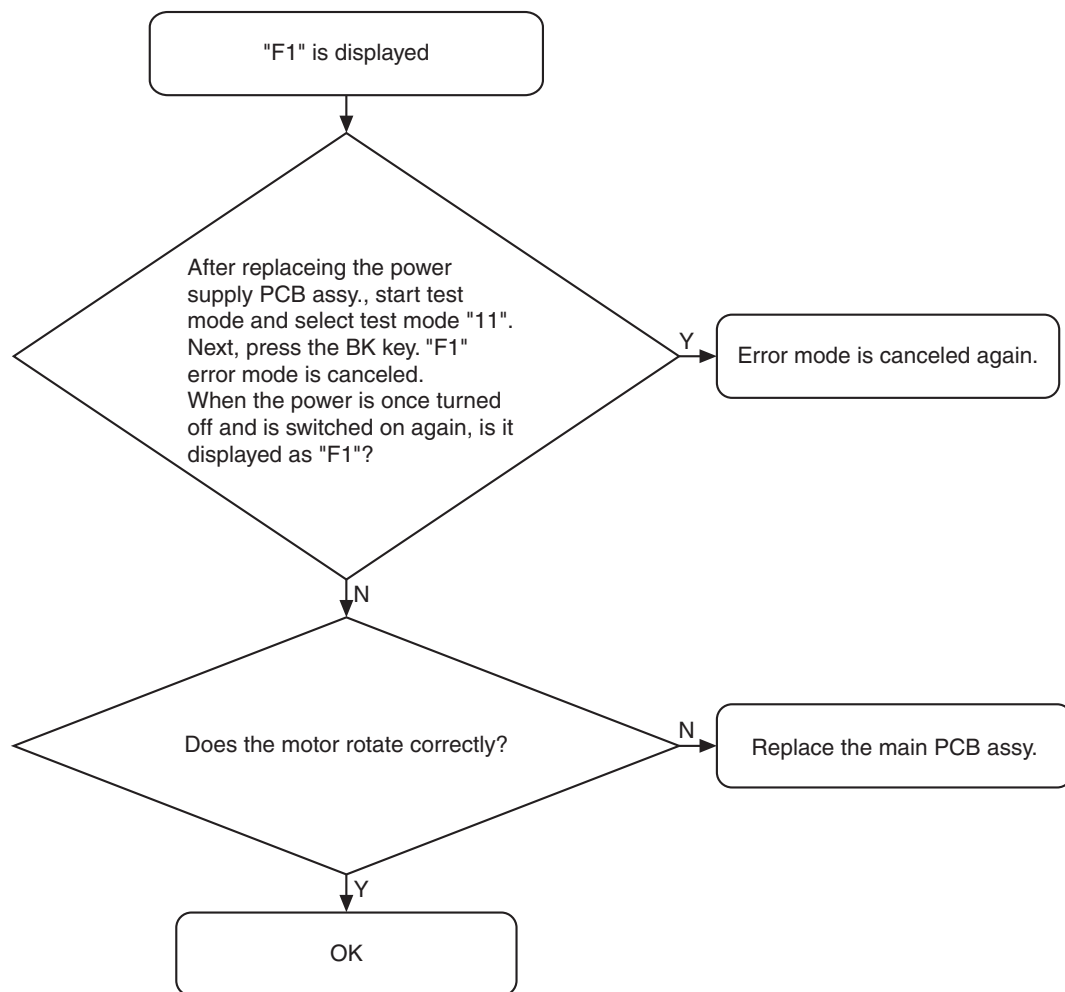 "F1" is displayed
After replaceing the power
supply PCB assy., start test
mode and select test mode "11".
Next, press the BK key. "F1"
error mode is canceled.
When the power is once turned
off and is switched on again, is it
displayed as "F1"?
Y
Error mode is canceled again.
N
Does the motor rotate correctly?
N
Replace the main PCB assy.
Y
OK